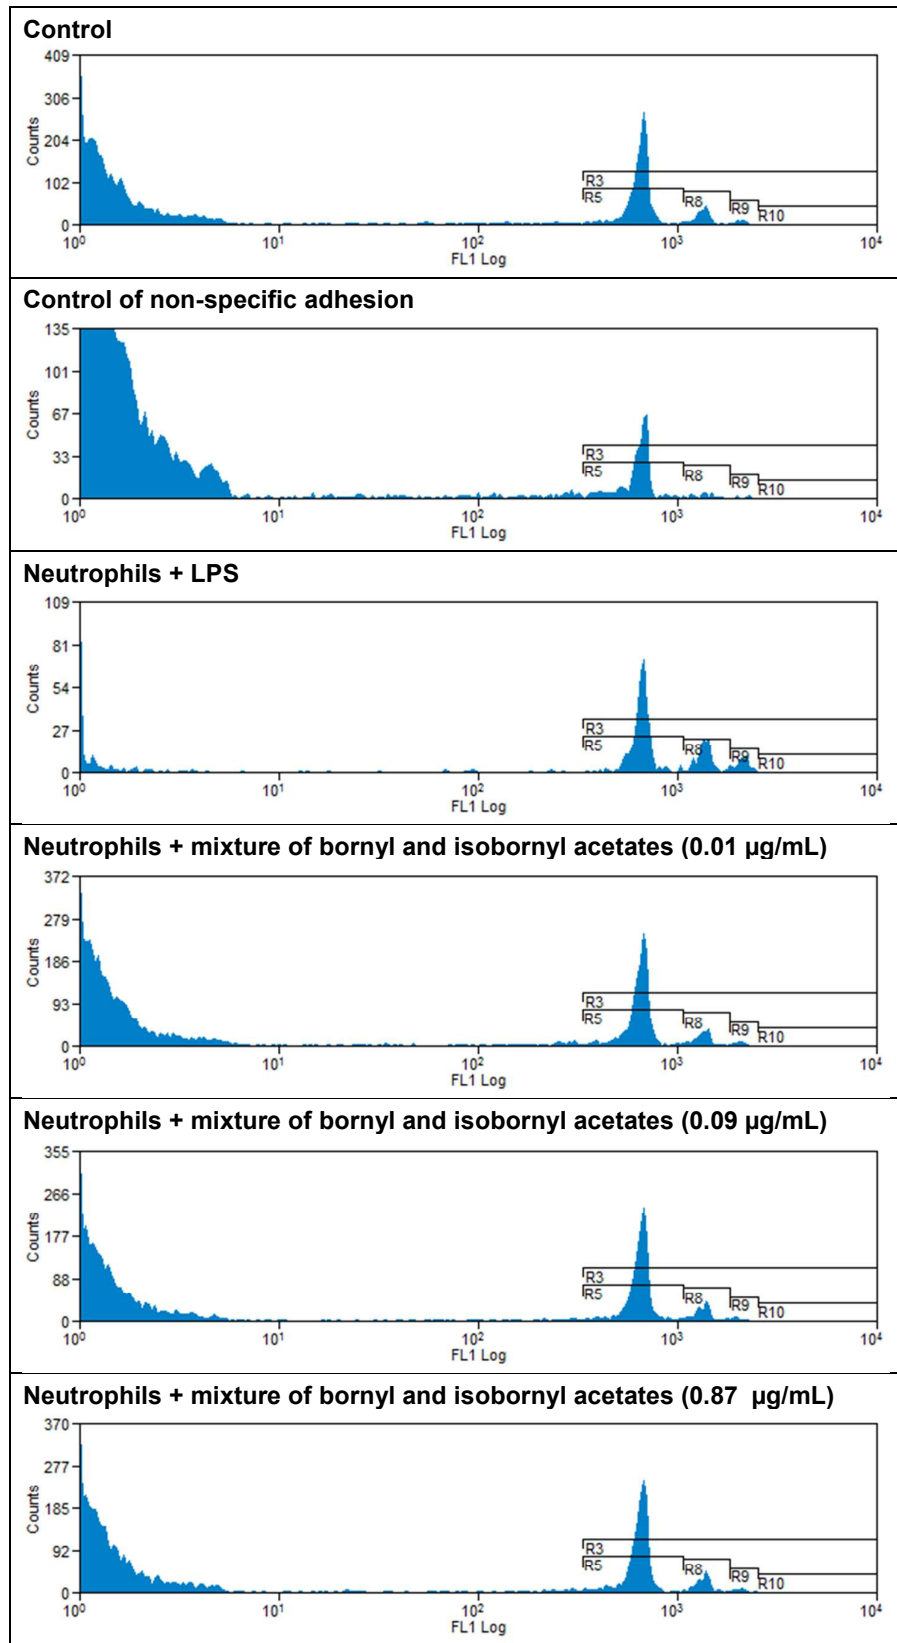 Control
409
306
204
102
0
Counts
R3
R5
R8
R9
R10
10⁰
10¹
10²
10³
10⁴
FL1 Log
Control of non-specific adhesion
135
101
67
33
0
Counts
R3
R5
R8
R9
R10
10⁰
10¹
10²
10³
10⁴
FL1 Log
Neutrophils + LPS
109
81
54
27
0
Counts
R3
R5
R8
R9
R10
10⁰
10¹
10²
10³
10⁴
FL1 Log
Neutrophils + mixture of bornyl and isobornyl acetates (0.01 µg/mL)
372
279
186
93
0
Counts
R3
R5
R8
R9
R10
10⁰
10¹
10²
10³
10⁴
FL1 Log
Neutrophils + mixture of bornyl and isobornyl acetates (0.09 µg/mL)
355
266
177
88
0
Counts
R3
R5
R8
R9
R10
10⁰
10¹
10²
10³
10⁴
FL1 Log
Neutrophils + mixture of bornyl and isobornyl acetates (0.87 µg/mL)
370
277
185
92
0
Counts
R3
R5
R8
R9
R10
10⁰
10¹
10²
10³
10⁴
FL1 Log